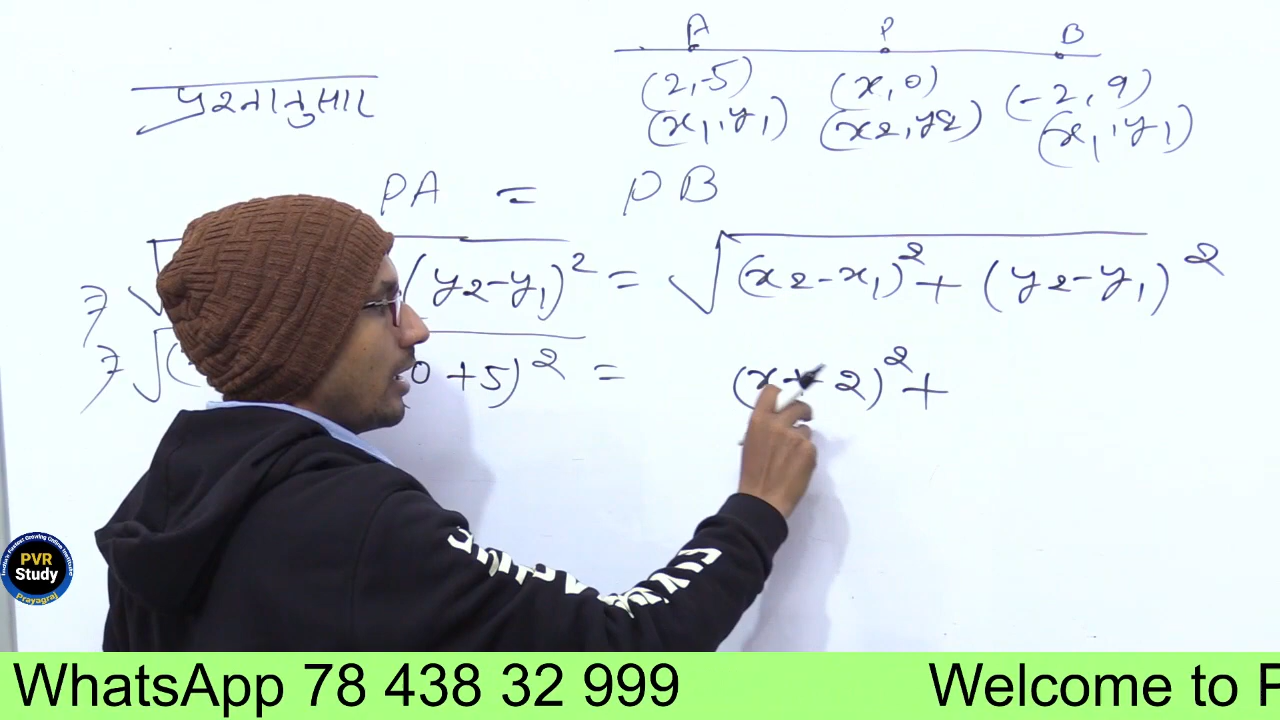 A P B
(2,-5) (x,0) (-2,9)
(x₁,y₁) (x2,y2) (x₁,y₁)
प्रश्नानुसार
PA = PB
(y2-y₁)² = √(x2-x₁)² + (y2-y₁)²
0+5)² = (x+2)² +
PVR
Study
Prayagraj
WhatsApp 78 438 32 999 Welcome to